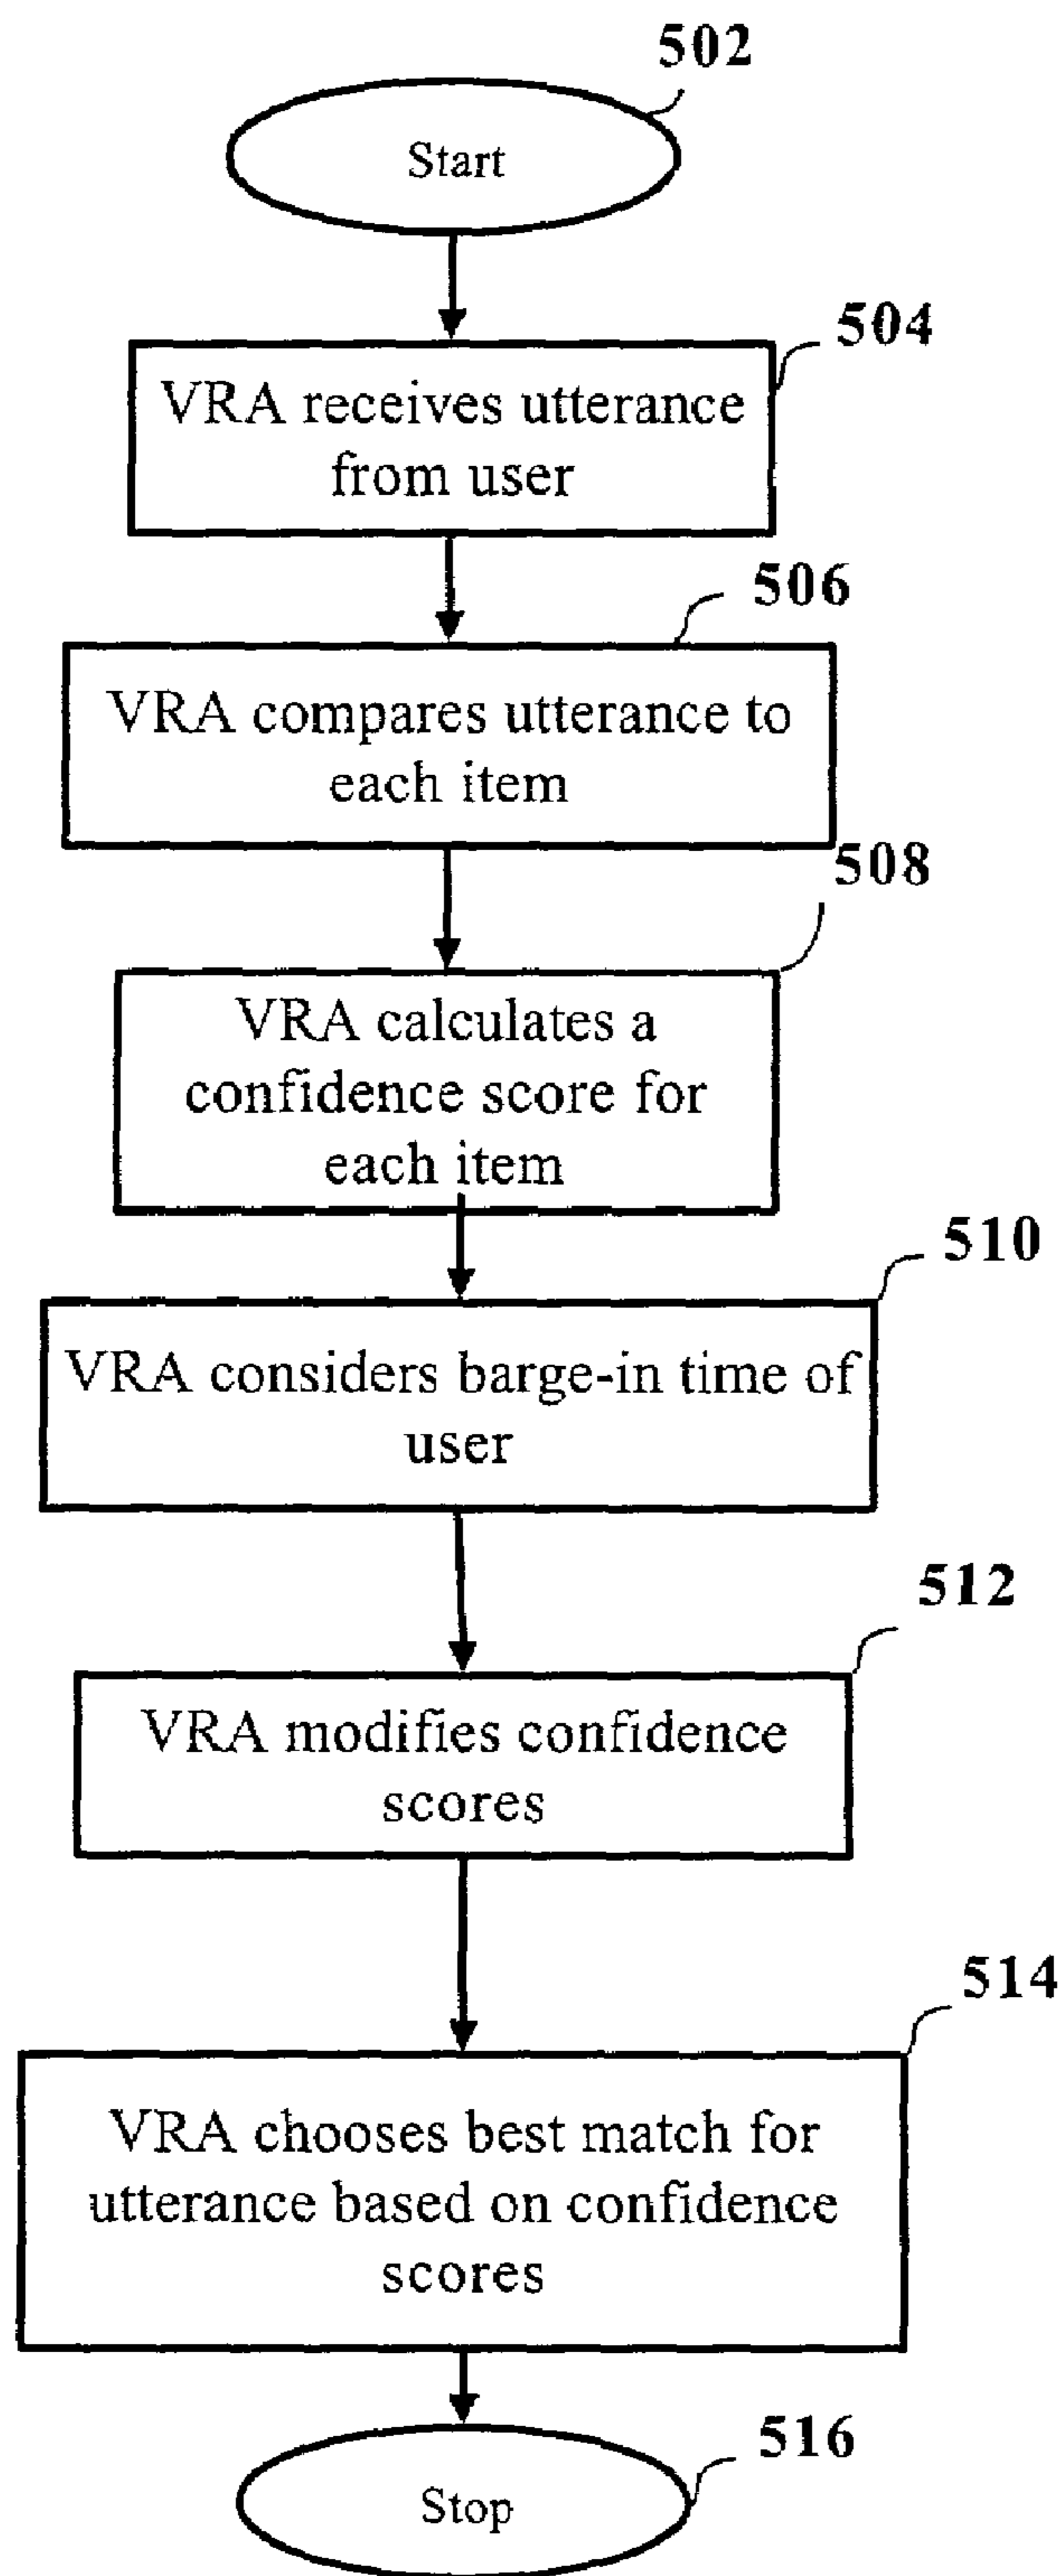 502
Start
504
VRA receives utterance
from user
506
VRA compares utterance to
each item
508
VRA calculates a
confidence score for
each item
510
VRA considers barge-in time of
user
512
VRA modifies confidence
scores
514
VRA chooses best match for
utterance based on confidence
scores
516
Stop